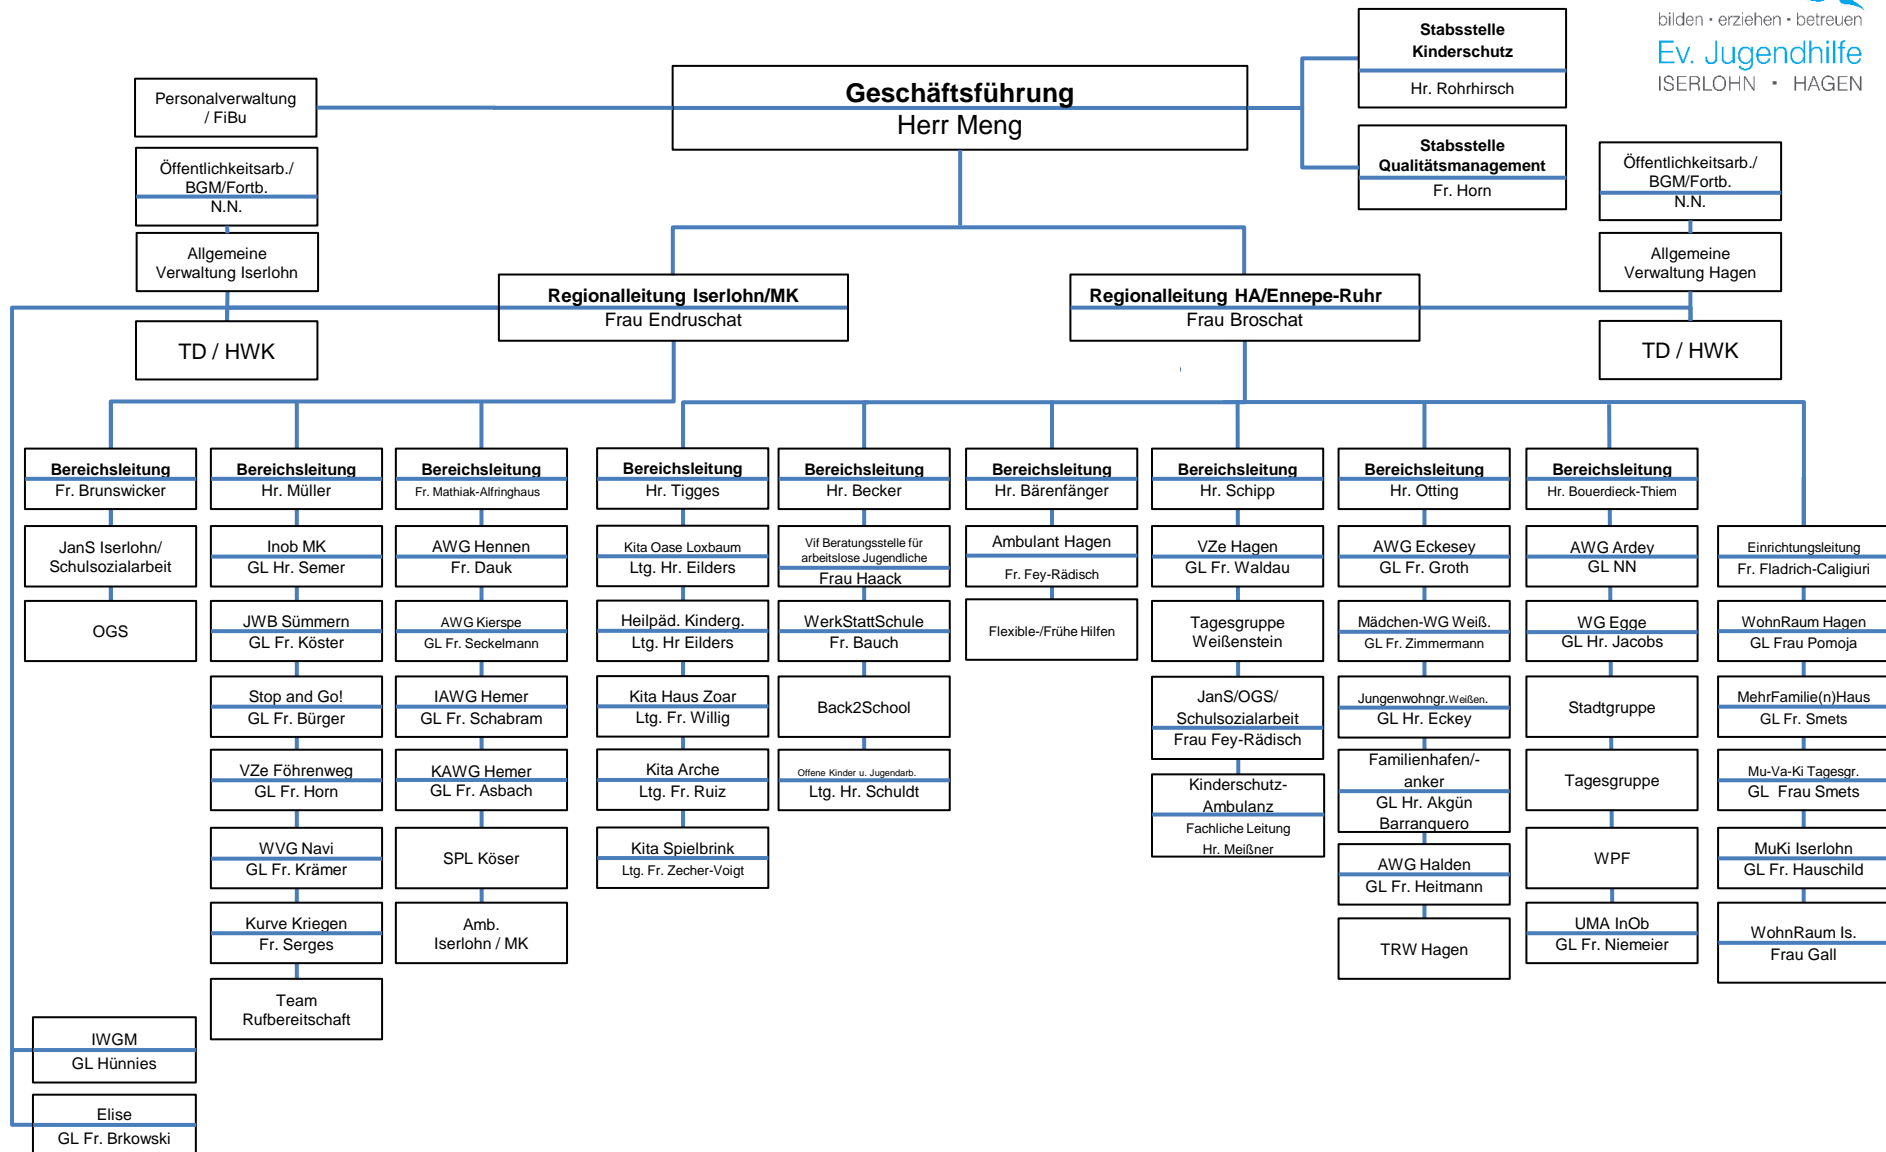 bilden · erziehen · betreuen
Ev. Jugendhilfe
ISERLOHN · HAGEN
Geschäftsführung
Herr Meng
Stabsstelle
Kinderschutz
Hr. Rohrhirsch
Stabsstelle
Qualitätsmanagement
Fr. Horn
Personalverwaltung
/ FiBu
Öffentlichkeitsarb./
BGM/Fortb.
N.N.
Allgemeine
Verwaltung Iserlohn
TD / HWK
Öffentlichkeitsarb./
BGM/Fortb.
N.N.
Allgemeine
Verwaltung Hagen
TD / HWK
Regionalleitung Iserlohn/MK
Frau Endruschat
Regionalleitung HA/Ennepe-Ruhr
Frau Broschat
Bereichsleitung
Fr. Brunswicker
JanS Iserlohn/
Schulsozialarbeit
OGS
Bereichsleitung
Hr. Müller
Inob MK
GL Hr. Semer
JWB Sümmern
GL Fr. Köster
Stop and Go!
GL Fr. Bürger
VZe Föhrenweg
GL Fr. Horn
WVG Navi
GL Fr. Krämer
Kurve Kriegen
Fr. Serges
Team
Rufbereitschaft
Bereichsleitung
Fr. Mathiak-Alfringhaus
AWG Hennen
Fr. Dauk
AWG Kierspe
GL Fr. Seckelmann
IAWG Hemer
GL Fr. Schabram
KAWG Hemer
GL Fr. Asbach
SPL Köser
Amb.
Iserlohn / MK
Bereichsleitung
Hr. Tigges
Kita Oase Loxbaum
Ltg. Hr. Eilders
Heilpäd. Kinderg.
Ltg. Hr Eilders
Kita Haus Zoar
Ltg. Fr. Willig
Kita Arche
Ltg. Fr. Ruiz
Kita Spielbrink
Ltg. Fr. Zecher-Voigt
Bereichsleitung
Hr. Becker
Vif Beratungsstelle für
arbeitslose Jugendliche
Frau Haack
WerkStattSchule
Fr. Bauch
Back2School
Offene Kinder u. Jugendarb.
Ltg. Hr. Schuldt
Bereichsleitung
Hr. Bärenfänger
Ambulant Hagen
Fr. Fey-Rädisch
Flexible-/Frühe Hilfen
Bereichsleitung
Hr. Schipp
VZe Hagen
GL Fr. Waldau
Tagesgruppe
Weißenstein
JanS/OGS/
Schulsozialarbeit
Frau Fey-Rädisch
Kinderschutz-
Ambulanz
Fachliche Leitung
Hr. Meißner
Bereichsleitung
Hr. Otting
AWG Eckesey
GL Fr. Groth
Mädchen-WG Weiß.
GL Fr. Zimmermann
Jungenwohngr.Weißen.
GL Hr. Eckey
Familienhafen/-
anker
GL Hr. Akgün
Barranquero
AWG Halden
GL Fr. Heitmann
TRW Hagen
Bereichsleitung
Hr. Bouerdieck-Thiem
AWG Ardey
GL NN
WG Egge
GL Hr. Jacobs
Stadtgruppe
Tagesgruppe
WPF
UMA InOb
GL Fr. Niemeier
Einrichtungsleitung
Fr. Fladrich-Caligiuri
WohnRaum Hagen
GL Frau Pomoja
MehrFamilie(n)Haus
GL Fr. Smets
Mu-Va-Ki Tagesgr.
GL Frau Smets
MuKi Iserlohn
GL Fr. Hauschild
WohnRaum Is.
Frau Gall
IWGM
GL Hünnies
Elise
GL Fr. Brkowski